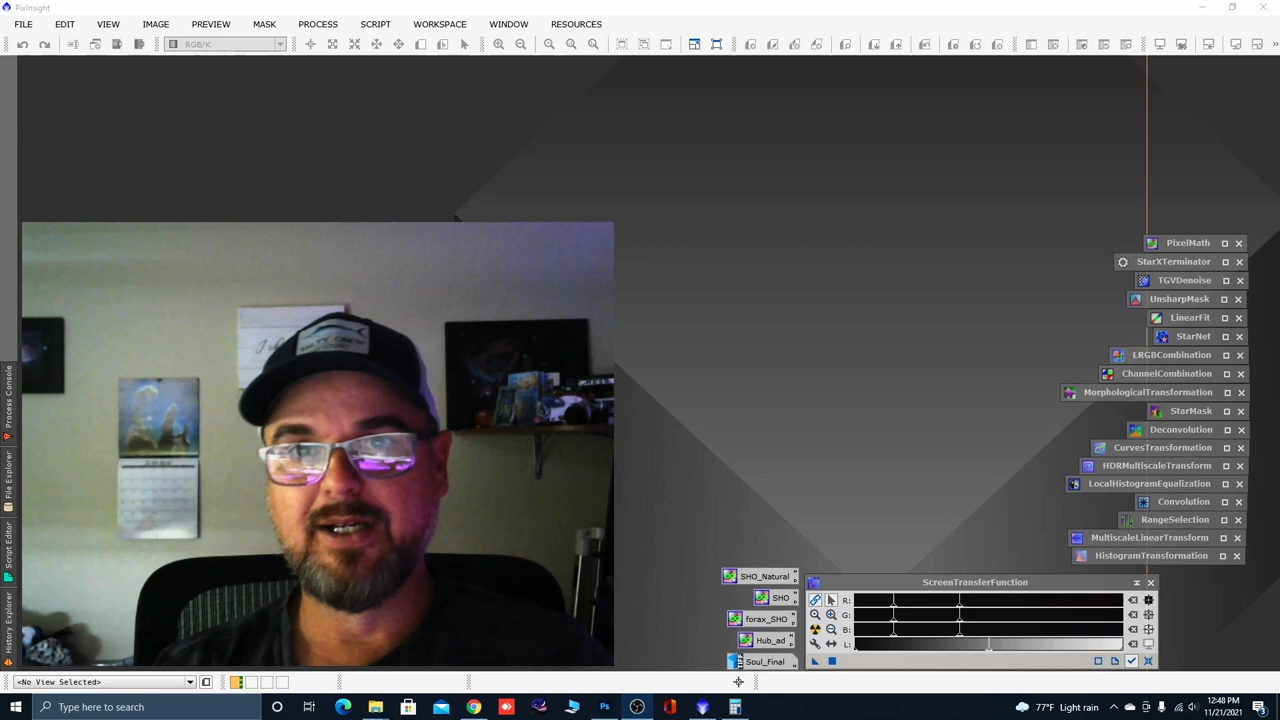 PixInsight
FILE EDIT VIEW IMAGE PREVIEW MASK PROCESS SCRIPT WORKSPACE WINDOW RESOURCES
RGB/K
PixelMath
StarXTerminator
TGVDenoise
UnsharpMask
LinearFit
StarNet
LRGBCombination
ChannelCombination
MorphologicalTransformation
StarMask
Deconvolution
CurvesTransformation
HDRMultiscaleTransform
LocalHistogramEqualization
Convolution
RangeSelection
MultiscaleLinearTransform
HistogramTransformation
Process Console
File Explorer
Script Editor
History Explorer
SHO_Natural
SHO
forax_SHO
Hub_ad
Soul_Final
ScreenTransferFunction
R:
G:
B:
L:
<No View Selected>
Type here to search
Ps
77°F Light rain
12:48 PM
11/21/2021
3